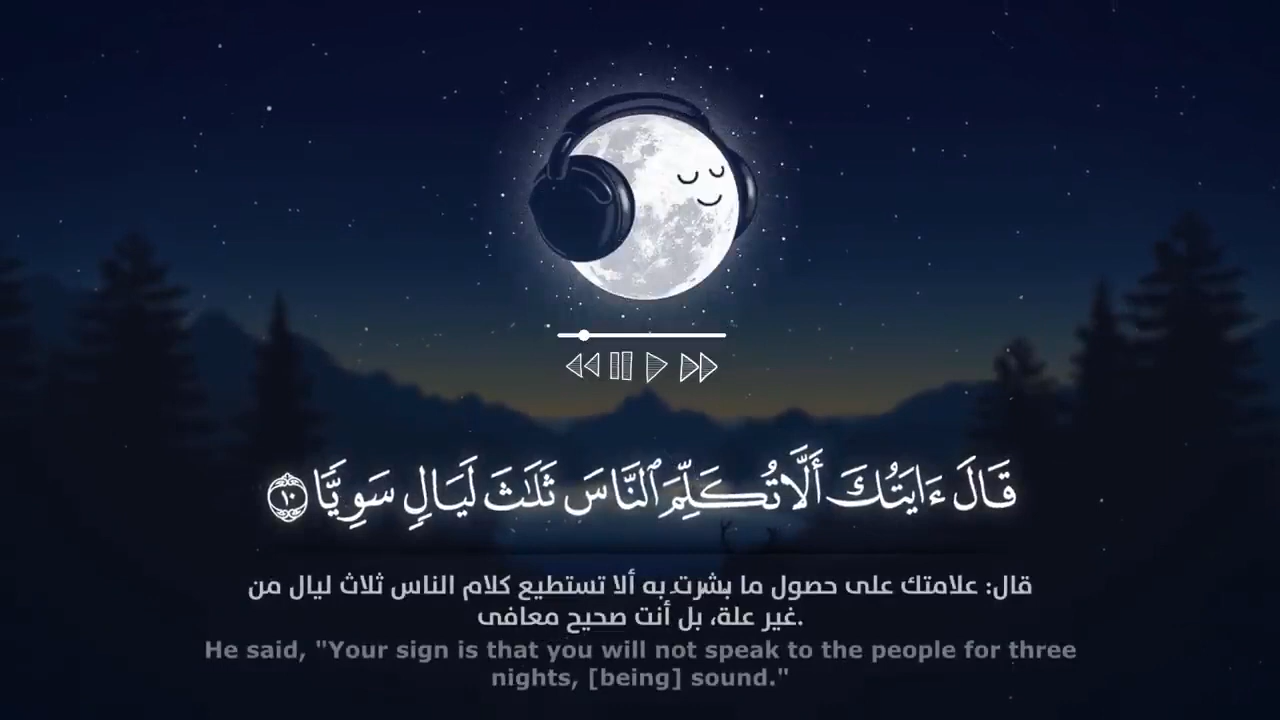 قَالَ ءَايَتُكَ أَلَّا تُكَلِّمَ ٱلنَّاسَ ثَلَـٰثَ لَيَالٍ سَوِيًّا ١٠
قال: علامتك على حصول ما بشرت به ألا تستطيع كلام الناس ثلاث ليال من
غير علة، بل أنت صحيح معافى.
He said, "Your sign is that you will not speak to the people for three
nights, [being] sound."